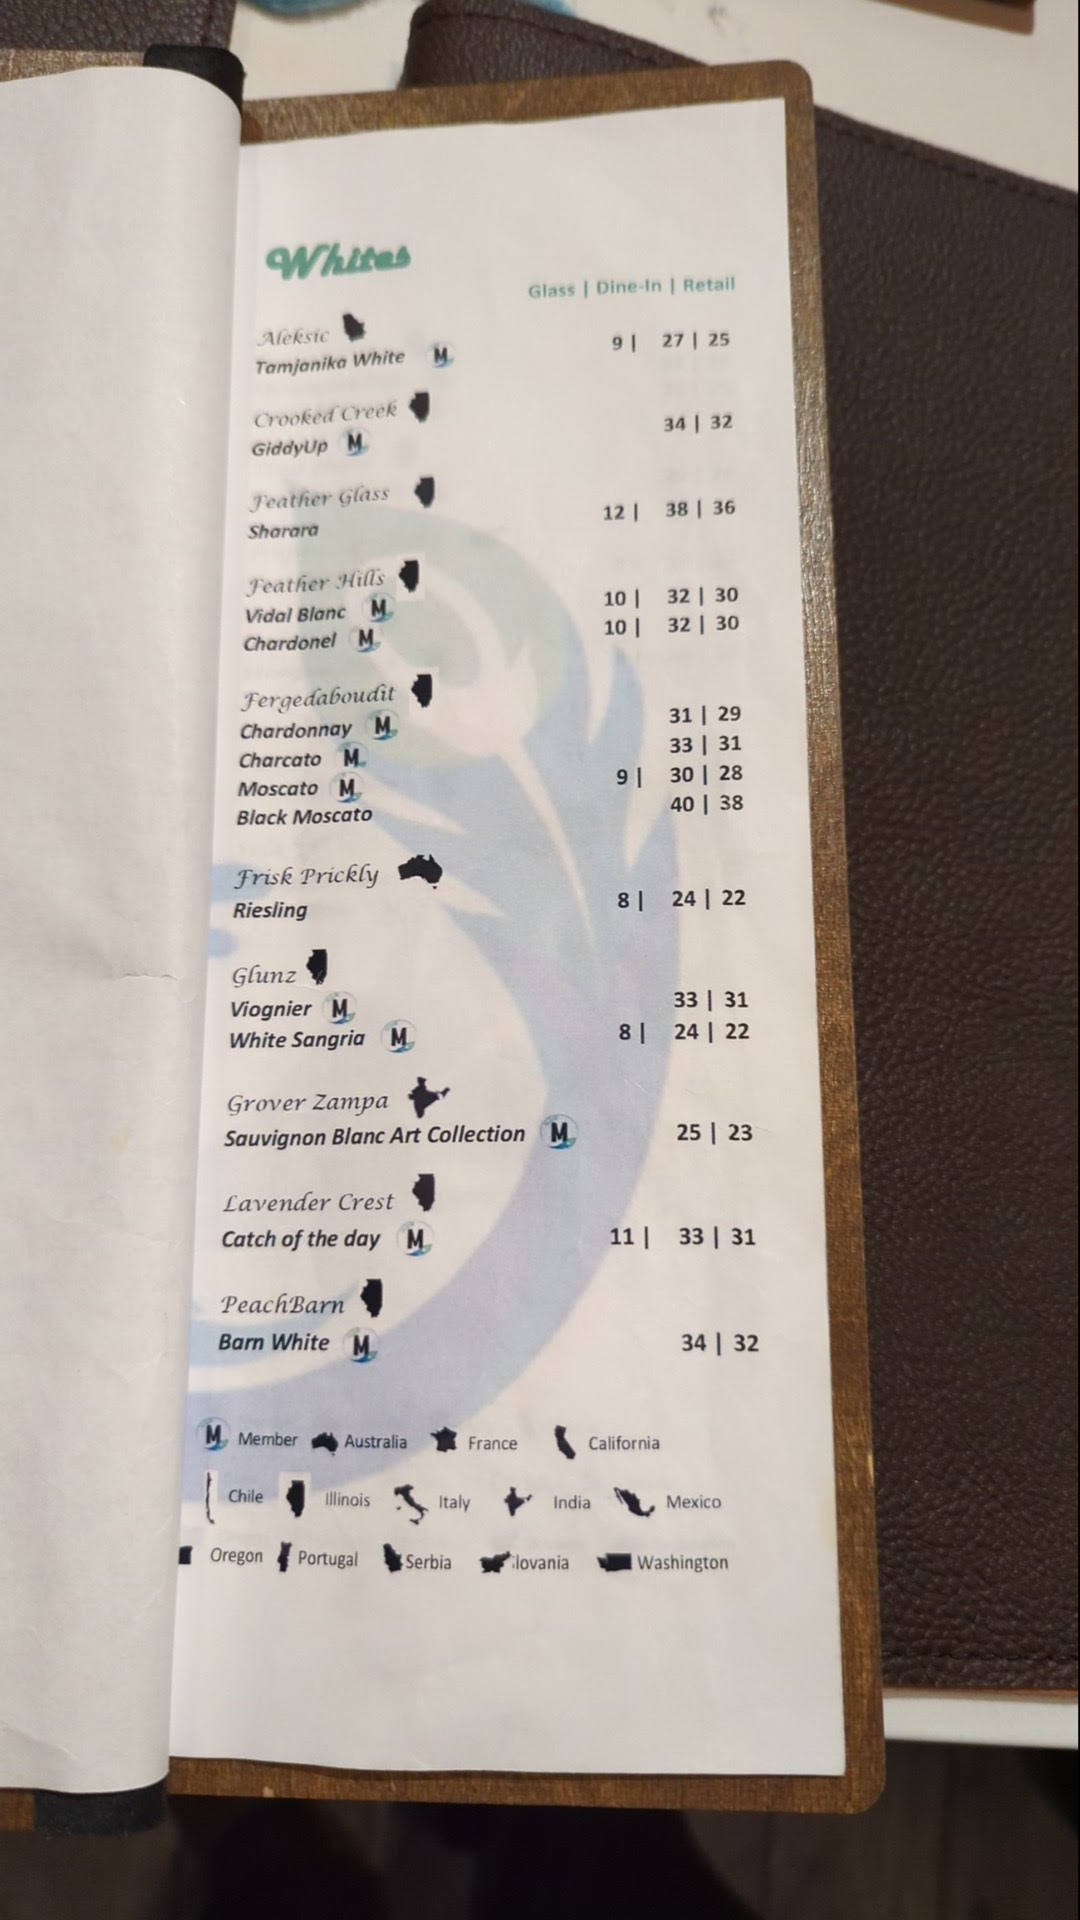 Whites
Glass | Dine-In | Retail
Aleksic
Tamjanika White M 9 | 27 | 25
Crooked Creek
GiddyUp M 34 | 32
Feather Glass
Sharara 12 | 38 | 36
Feather Hills
Vidal Blanc M 10 | 32 | 30
Chardonel M 10 | 32 | 30
Fergedaboudit
Chardonnay M 31 | 29
Charcato M 33 | 31
Moscato M 9 | 30 | 28
Black Moscato 40 | 38
Frisk Prickly
Riesling 8 | 24 | 22
Glunz
Viognier M 33 | 31
White Sangria M 8 | 24 | 22
Grover Zampa
Sauvignon Blanc Art Collection M 25 | 23
Lavender Crest
Catch of the day M 11 | 33 | 31
PeachBarn
Barn White M 34 | 32
M Member Australia France California
Chile Illinois Italy India Mexico
Oregon Portugal Serbia lovania Washington